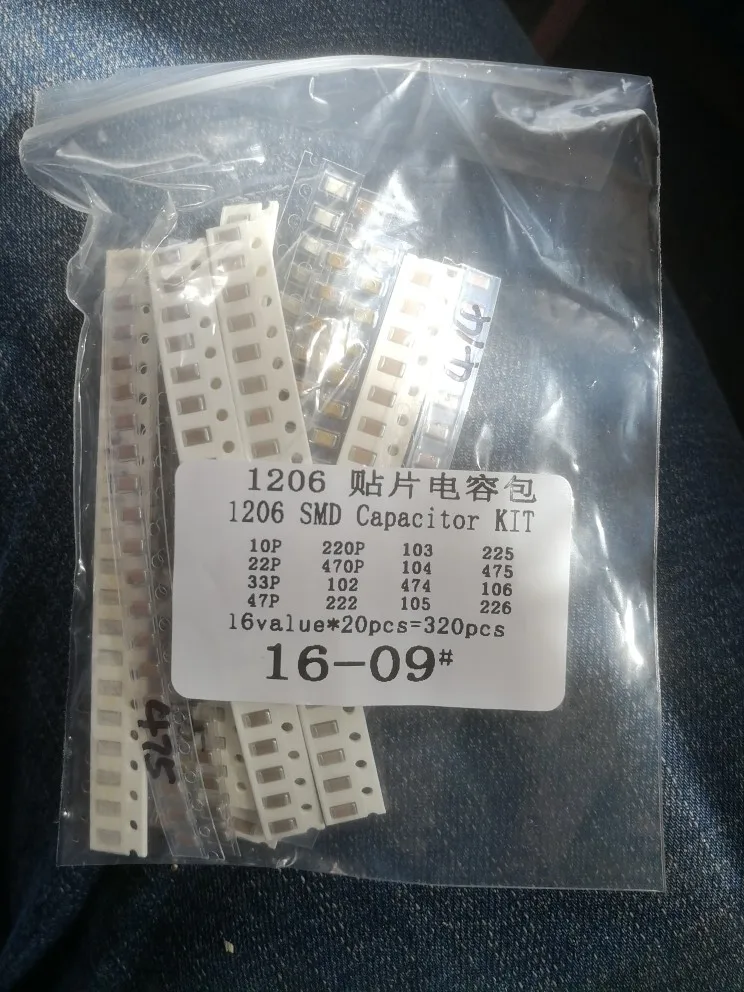 1206 贴片电容包
1206 SMD Capacitor KIT
10P 220P 103 225
22P 470P 104 475
33P 102 474 106
47P 222 105 226
16value*20pcs=320pcs
16-09#
475